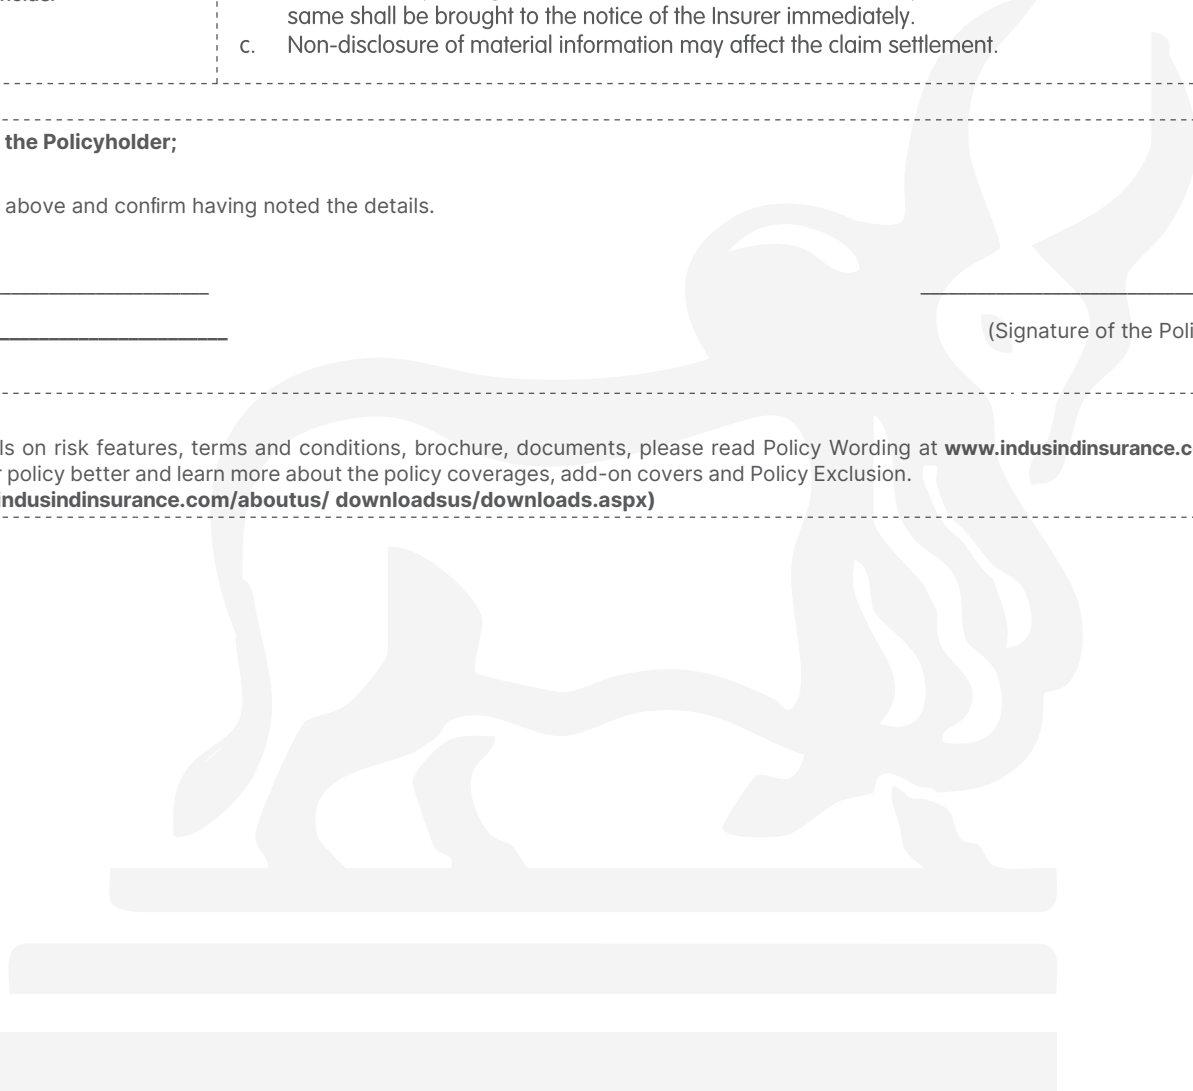 same shall be brought to the notice of the Insurer immediately.
c. Non-disclosure of material information may affect the claim settlement.
the Policyholder;
above and confirm having noted the details.
(Signature of the Poli
ls on risk features, terms and conditions, brochure, documents, please read Policy Wording at www.indusindinsurance.c
policy better and learn more about the policy coverages, add-on covers and Policy Exclusion.
indusindinsurance.com/aboutus/ downloadsus/downloads.aspx)